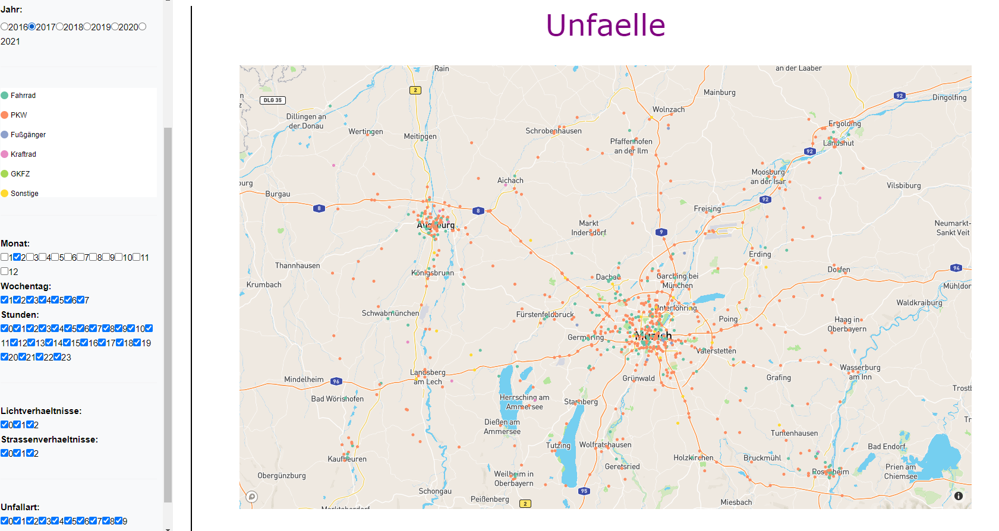 Jahr:
2016 2017 2018 2019 2020
2021
Fahrrad
PKW
Fußgänger
Kraftrad
GKFZ
Sonstige
Monat:
1 2 3 4 5 6 7 8 9 10 11
12
Wochentag:
1 2 3 4 5 6 7
Stunden:
0 1 2 3 4 5 6 7 8 9 10
11 12 13 14 15 16 17 18 19
20 21 22 23
Lichtverhaeltnisse:
0 1 2
Strassenverhaeltnisse:
0 1 2
Unfallart:
0 1 2 3 4 5 6 7 8 9
Unfaelle
Rain
an der Laaber
2
92
Mainburg
Dingolfing
DLG 35
Dillingen an
der Donau
Wolnzach
Wertingen
Meitingen
Schrobenhausen
Ergolding
Landshut
Pfaffenhofen
an der Ilm
92
Moosburg
an der Isar
Aichach
Vilsbiburg
Burgau
92
8
8
Freising
Augsburg
Markt
Indersdorf
9
Neumarkt-
Sankt Veit
Erding
Thannhausen
Königsbrunn
Dachau
Garching bei
München
Dorfen
94
Krumbach
Mühldor
Waldkraiburg
Schwabmünchen
Fürstenfeldbruck
Unterföhring
Poing
Haag in
Oberbayern
Germering
Munich
Vaterstetten
Landsberg
am Lech
Wasserburg
am Inn
Mindelheim
96
Grünwald
Grafing
Bad Wörishofen
Herrsching am
Ammersee
Starnberg
Trostb
Dießen am
Ammersee
Tr
Tutzing
Wolfratshausen
Tuntenhausen
Bad Endorf
Kaufbeuren
Holzkirchen
Bruckmühl
Geretsried
Rosenheim
Prien am
Chiemsee
Obergünzburg
Weilheim in
Oberbayern
Schongau
95
Peißenberg
2
Miesbach
Marktoberdorf